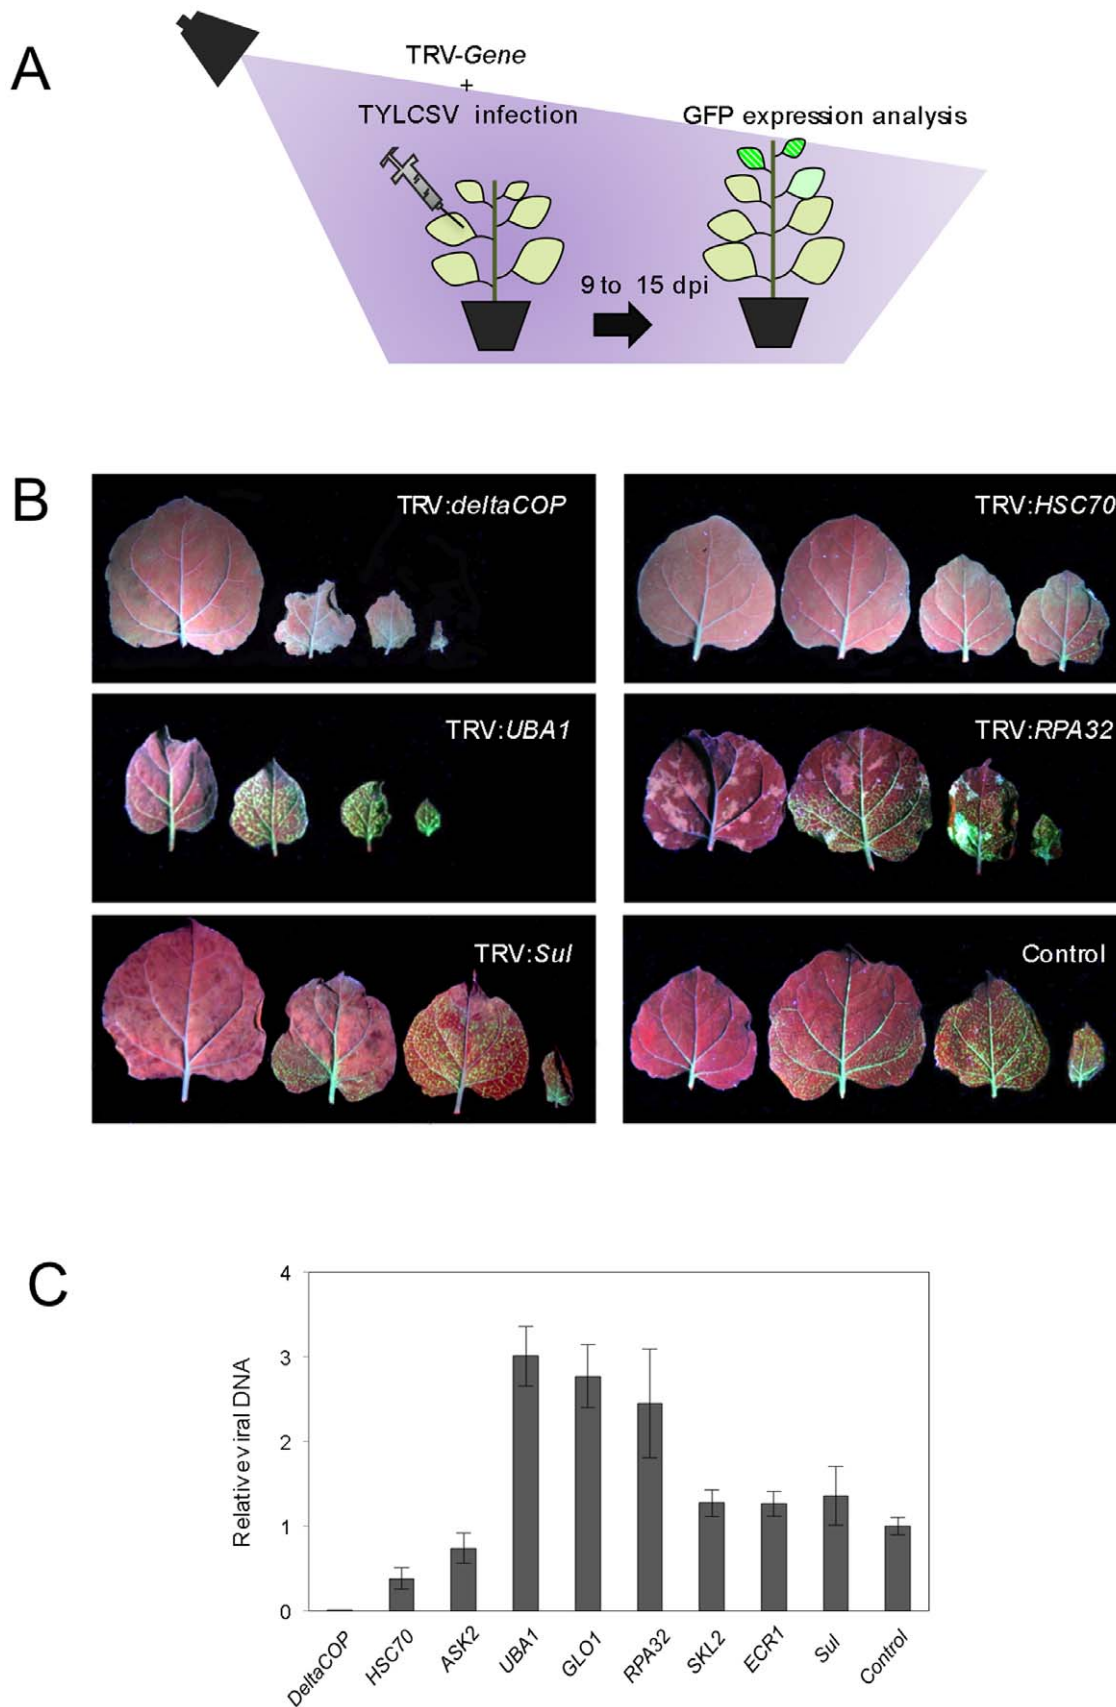 A
TRV-Gene
+
TYLCSV infection
GFP expression analysis
9 to 15 dpi
B
TRV:deltaCOP
TRV:HSC70
TRV:UBA1
TRV:RPA32
TRV:Sul
Control
C
Relative viral DNA
4
3
2
1
0
DeltaCOP
HSC70
ASK2
UBA1
GLO1
RPA32
SKL2
ECR1
Sul
Control